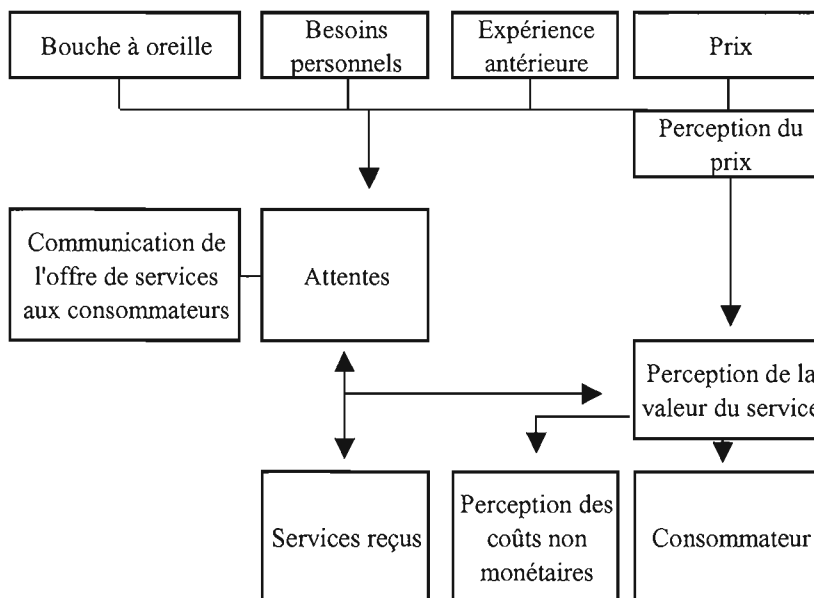 Bouche à oreille
Besoins
personnels
Expérience
antérieure
Prix
Perception du
prix
Communication de
l'offre de services
aux consommateurs
Attentes
Perception de la
valeur du service
Services reçus
Perception des
coûts non
monétaires
Consommateur